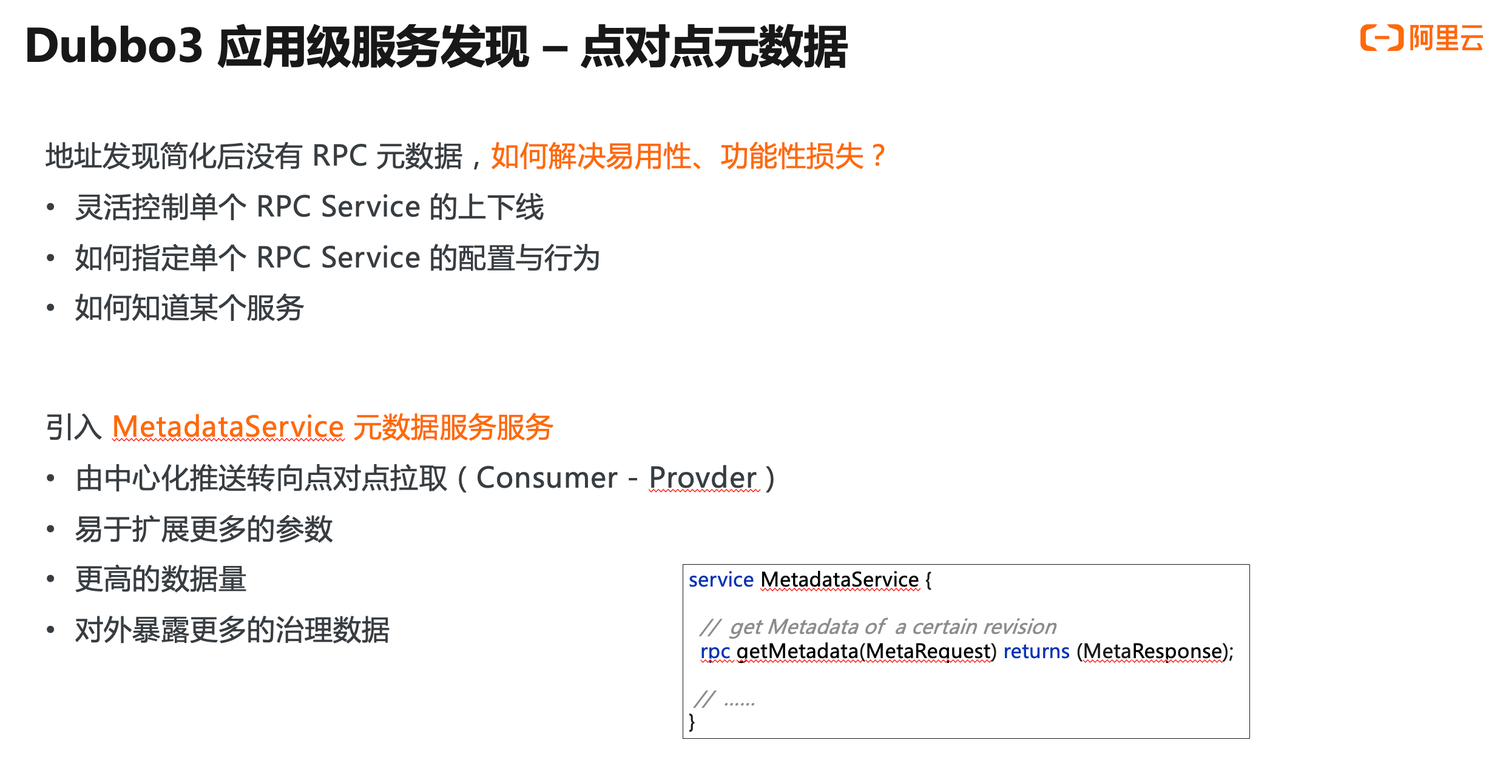 Dubbo3 应用级服务发现 – 点对点元数据
阿里云
地址发现简化后没有 RPC 元数据，如何解决易用性、功能性损失？
• 灵活控制单个 RPC Service 的上下线
• 如何指定单个 RPC Service 的配置与行为
• 如何知道某个服务
引入 MetadataService 元数据服务服务
• 由中心化推送转向点对点拉取（Consumer - Provder）
• 易于扩展更多的参数
• 更高的数据量
• 对外暴露更多的治理数据
service MetadataService {
// get Metadata of a certain revision
rpc getMetadata(MetaRequest) returns (MetaResponse);
// ……
}